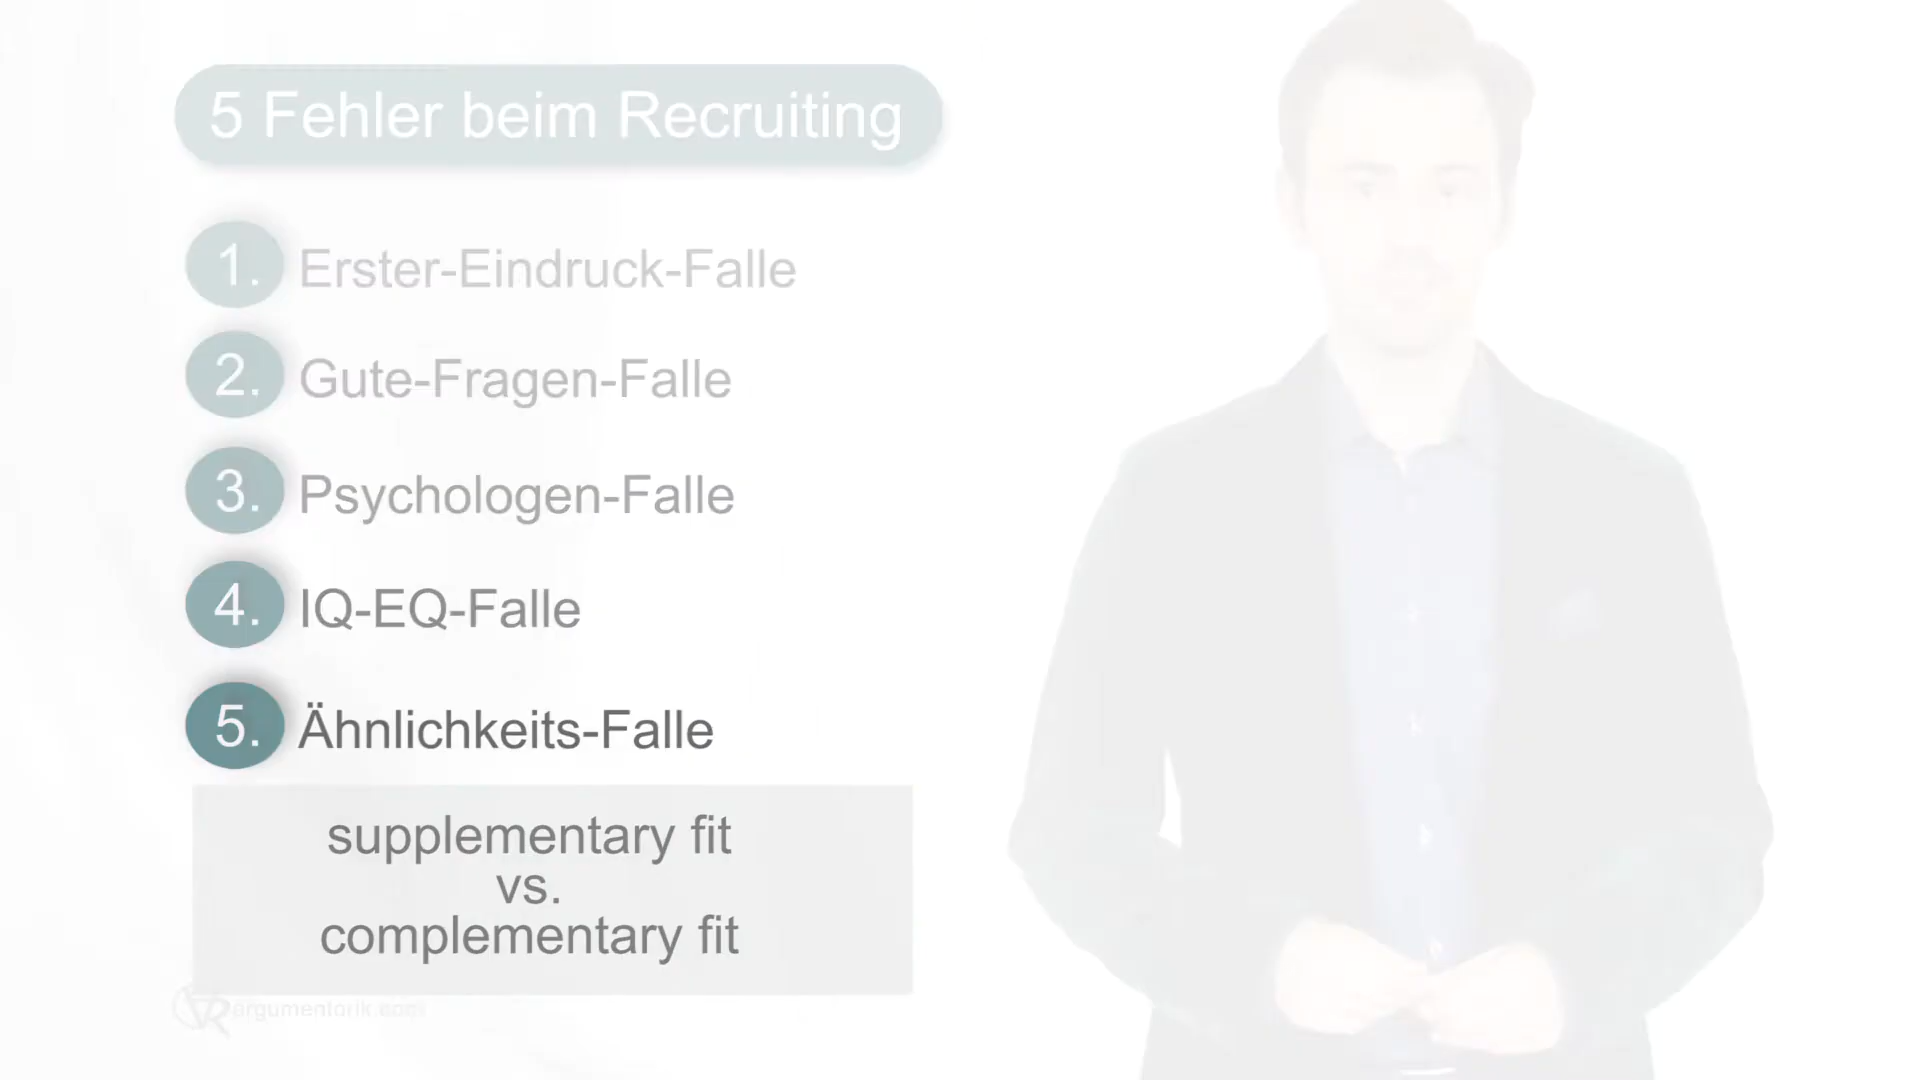 5 Fehler beim Recruiting
1. Erster-Eindruck-Falle
2. Gute-Fragen-Falle
3. Psychologen-Falle
4. IQ-EQ-Falle
5. Ähnlichkeits-Falle
supplementary fit
vs.
complementary fit
argumentorik.com